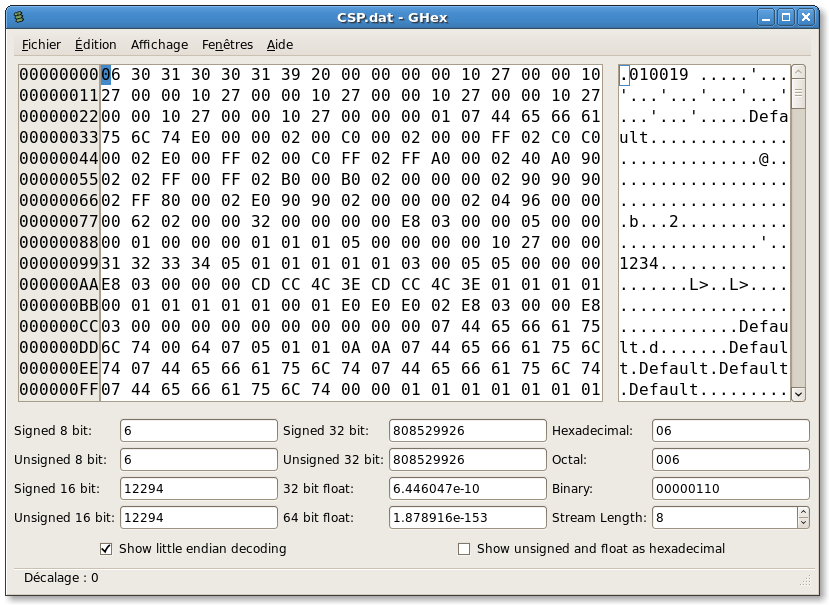 CSP.dat - GHex
Fichier Édition Affichage Fenêtres Aide
00000000 06 30 31 30 30 31 39 20 00 00 00 00 10 27 00 00 10 .010019 .....'...
00000011 27 00 00 10 27 00 00 10 27 00 00 10 27 00 00 10 27 '...'...'...'...'
00000022 00 00 10 27 00 00 10 27 00 00 00 01 07 44 65 66 61 ...'...'.....Defa
00000033 75 6C 74 E0 00 00 02 00 C0 00 02 00 00 FF 02 C0 C0 ult..............
00000044 00 02 E0 00 FF 02 00 C0 FF 02 FF A0 00 02 40 A0 90 ..............@..
00000055 02 02 FF 00 FF 02 B0 00 B0 02 00 00 00 02 90 90 90 .................
00000066 02 FF 80 00 02 E0 90 90 02 00 00 00 02 04 96 00 00 .................
00000077 00 62 02 00 00 32 00 00 00 00 00 E8 03 00 00 05 00 00 .b...2...........
00000088 00 01 00 00 00 01 01 01 05 00 00 00 00 10 27 00 00 ..............'..
00000099 31 32 33 34 05 01 01 01 01 01 03 00 05 05 00 00 00 1234.............
000000AA E8 03 00 00 00 CD CC 4C 3E CD CC 4C 3E 01 01 01 01 .......L>..L>....
000000BB 00 01 01 01 01 01 00 01 E0 E0 E0 02 E8 03 00 00 E8 .................
000000CC 03 00 00 00 00 00 00 00 00 00 00 07 44 65 66 61 75 ............Defau
000000DD 6C 74 00 64 07 05 01 01 0A 0A 07 44 65 66 61 75 6C lt.d.......Defaul
000000EE 74 07 44 65 66 61 75 6C 74 07 44 65 66 61 75 6C 74 t.Default.Default
000000FF 07 44 65 66 61 75 6C 74 00 00 01 01 01 01 01 01 01 .Default.........
Signed 8 bit: 6 Signed 32 bit: 808529926 Hexadecimal: 06
Unsigned 8 bit: 6 Unsigned 32 bit: 808529926 Octal: 006
Signed 16 bit: 12294 32 bit float: 6.446047e-10 Binary: 00000110
Unsigned 16 bit: 12294 64 bit float: 1.878916e-153 Stream Length: 8
Show little endian decoding Show unsigned and float as hexadecimal
Décalage : 0